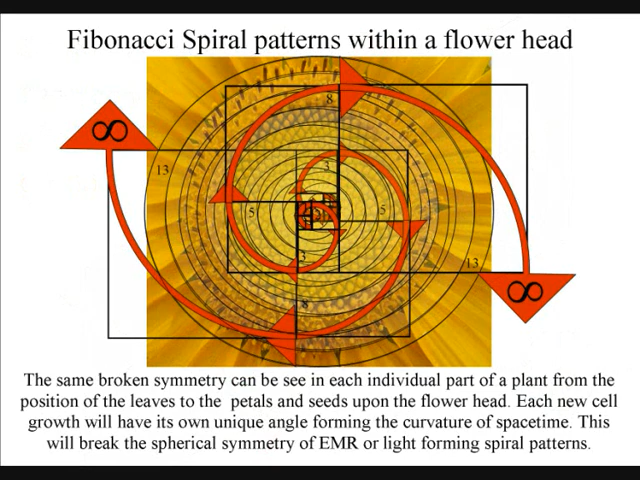 Fibonacci Spiral patterns within a flower head
8
∞
13
3
5
5
3
13
∞
8
The same broken symmetry can be see in each individual part of a plant from the
position of the leaves to the petals and seeds upon the flower head. Each new cell
growth will have its own unique angle forming the curvature of spacetime. This
will break the spherical symmetry of EMR or light forming spiral patterns.